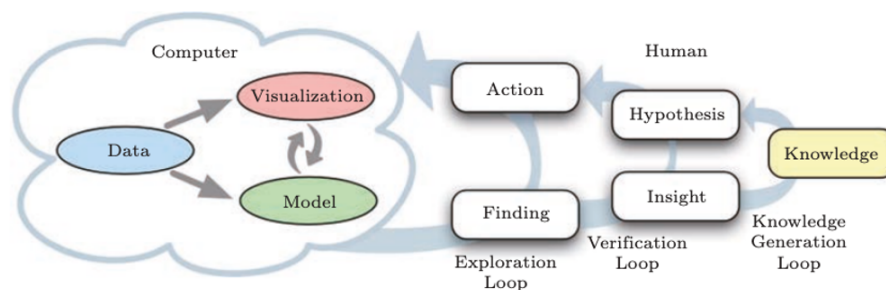 Computer
Human
Visualization
Action
Hypothesis
Data
Knowledge
Model
Finding
Insight
Exploration
Loop
Verification
Loop
Knowledge
Generation
Loop